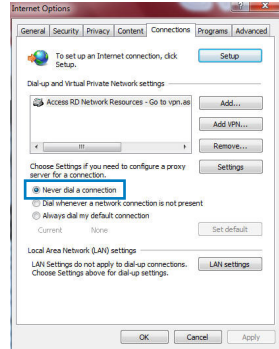 Internet Options
General Security Privacy Content Connections Programs Advanced
To set up an Internet connection, click
Setup.
Setup
Dial-up and Virtual Private Network settings
Access RD Network Resources - Go to vpn.as
Add...
Add VPN...
Remove...
Choose Settings if you need to configure a proxy
server for a connection.
Settings
Never dial a connection
Dial whenever a network connection is not present
Always dial my default connection
Current None
Set default
Local Area Network (LAN) settings
LAN Settings do not apply to dial-up connections.
Choose Settings above for dial-up settings.
LAN settings
OK Cancel Apply